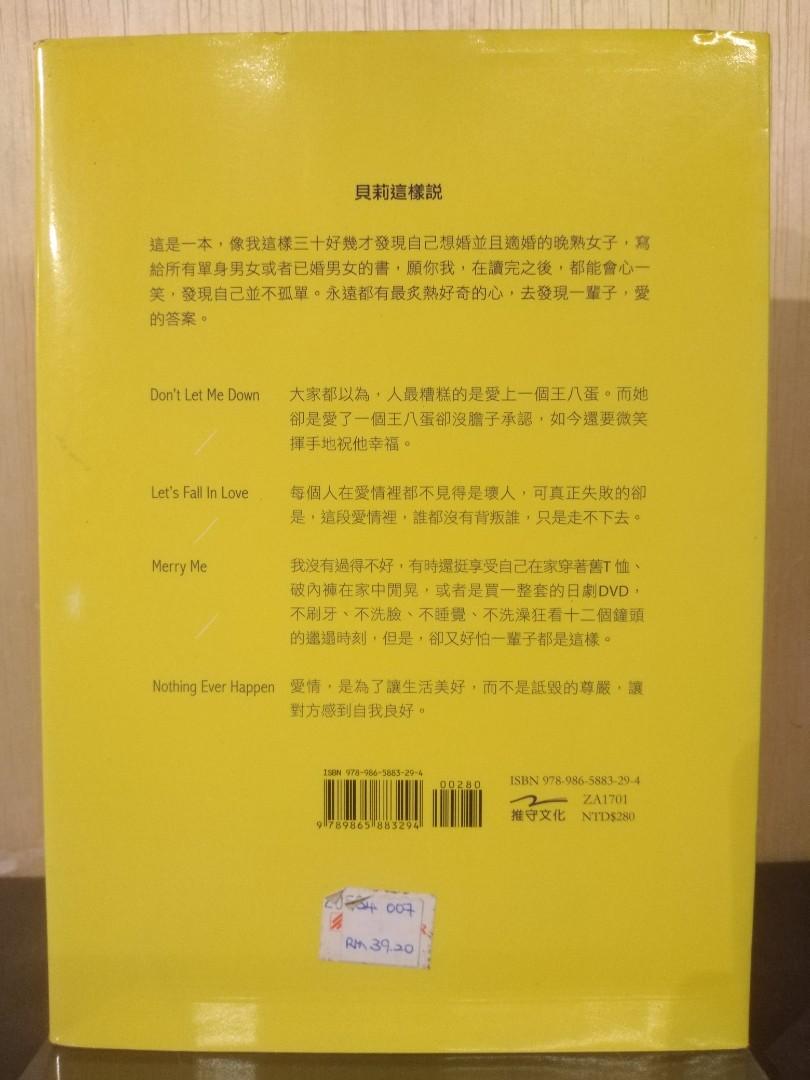 貝莉這樣説
這是一本，像我這樣三十好幾才發現自己想婚並且適婚的晚熟女子，寫
給所有單身男女或者已婚男女的書，願你我，在讀完之後，都能會心一
笑，發現自己並不孤單。永遠都有最炙熱好奇的心，去發現一輩子，愛
的答案。
Don't Let Me Down
大家都以為，人最糟糕的是愛上一個王八蛋。而她
卻是愛了一個王八蛋卻沒膽子承認，如今還要微笑
揮手地祝他幸福。
Let's Fall In Love
每個人在愛情裡都不見得是壞人，可真正失敗的卻
是，這段愛情裡，誰都沒有背叛誰，只是走不下去。
Merry Me
我沒有過得不好，有時還挺享受自己在家穿著舊T恤、
破內褲在家中閒晃，或者是買一整套的日劇DVD，
不刷牙、不洗臉、不睡覺、不洗澡狂看十二個鐘頭
的邋遢時刻，但是，卻又好怕一輩子都是這樣。
Nothing Ever Happen
愛情，是為了讓生活美好，而不是詆毀的尊嚴，讓
對方感到自我良好。
ISBN 978-986-5883-29-4
00280
9 789865 883294
ISBN 978-986-5883-29-4
推守文化
ZA1701
NTD$280
007
RM 39.20